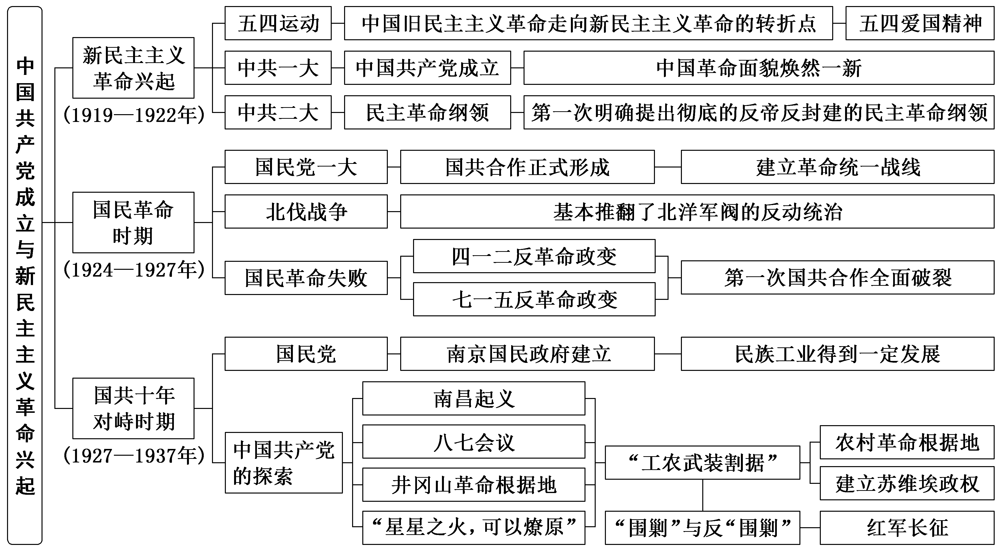 中国共产党成立与新民主主义革命兴起
新民主主义
革命兴起
(1919—1922年)
五四运动
中国旧民主主义革命走向新民主主义革命的转折点
五四爱国精神
中共一大
中国共产党成立
中国革命面貌焕然一新
中共二大
民主革命纲领
第一次明确提出彻底的反帝反封建的民主革命纲领
国民革命
时期
(1924—1927年)
国民党一大
国共合作正式形成
建立革命统一战线
北伐战争
基本推翻了北洋军阀的反动统治
国民革命失败
四一二反革命政变
七一五反革命政变
第一次国共合作全面破裂
国共十年
对峙时期
(1927—1937年)
国民党
南京国民政府建立
民族工业得到一定发展
中国共产党
的探索
南昌起义
八七会议
井冈山革命根据地
“星星之火，可以燎原”
“工农武装割据”
农村革命根据地
建立苏维埃政权
“围剿”与反“围剿”
红军长征